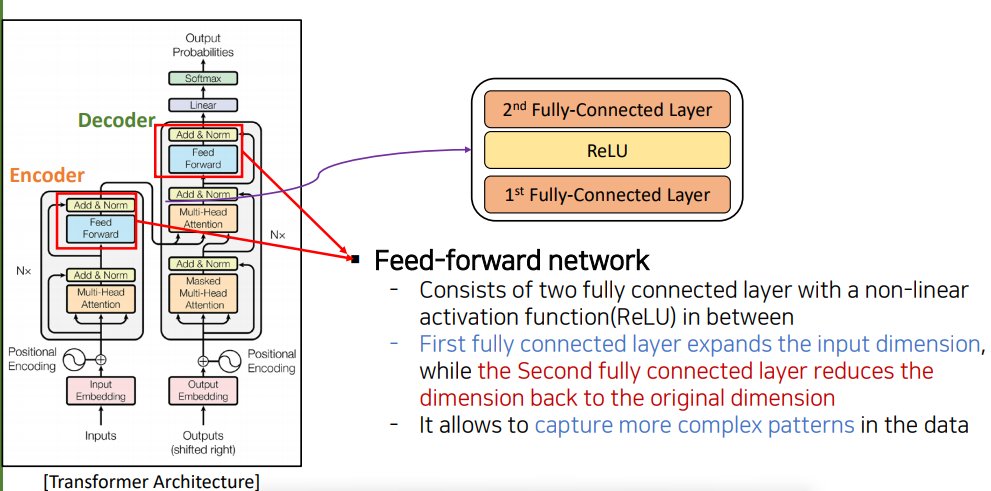 Output
Probabilities
Softmax
Linear
Decoder
Add & Norm
Feed
Forward
Add & Norm
Multi-Head
Attention
Nx
Add & Norm
Masked
Multi-Head
Attention
Positional
Encoding
Output
Embedding
Outputs
(shifted right)
Encoder
Add & Norm
Feed
Forward
Nx
Add & Norm
Multi-Head
Attention
Positional
Encoding
Input
Embedding
Inputs
[Transformer Architecture]
2nd Fully-Connected Layer
ReLU
1st Fully-Connected Layer
▪ Feed-forward network
- Consists of two fully connected layer with a non-linear
activation function(ReLU) in between
- First fully connected layer expands the input dimension,
while the Second fully connected layer reduces the
dimension back to the original dimension
- It allows to capture more complex patterns in the data